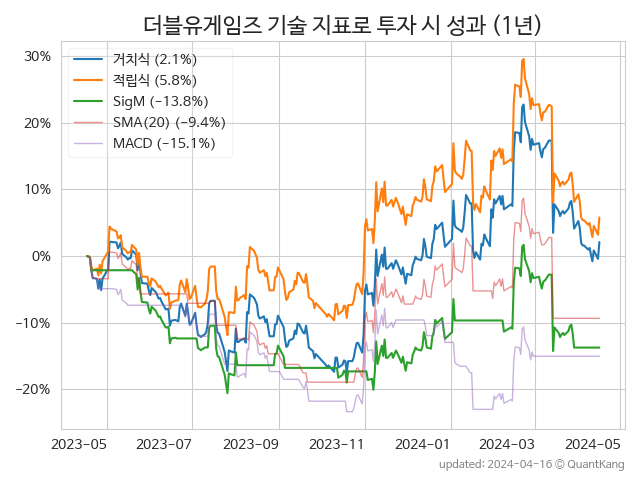 더블유게임즈 기술 지표로 투자 시 성과 (1년)
거치식 (2.1%)
적립식 (5.8%)
SigM (−13.8%)
SMA(20) (−9.4%)
MACD (−15.1%)
30%
20%
10%
0%
−10%
−20%
2023-05 2023-07 2023-09 2023-11 2024-01 2024-03 2024-05
updated: 2024-04-16 © QuantKang